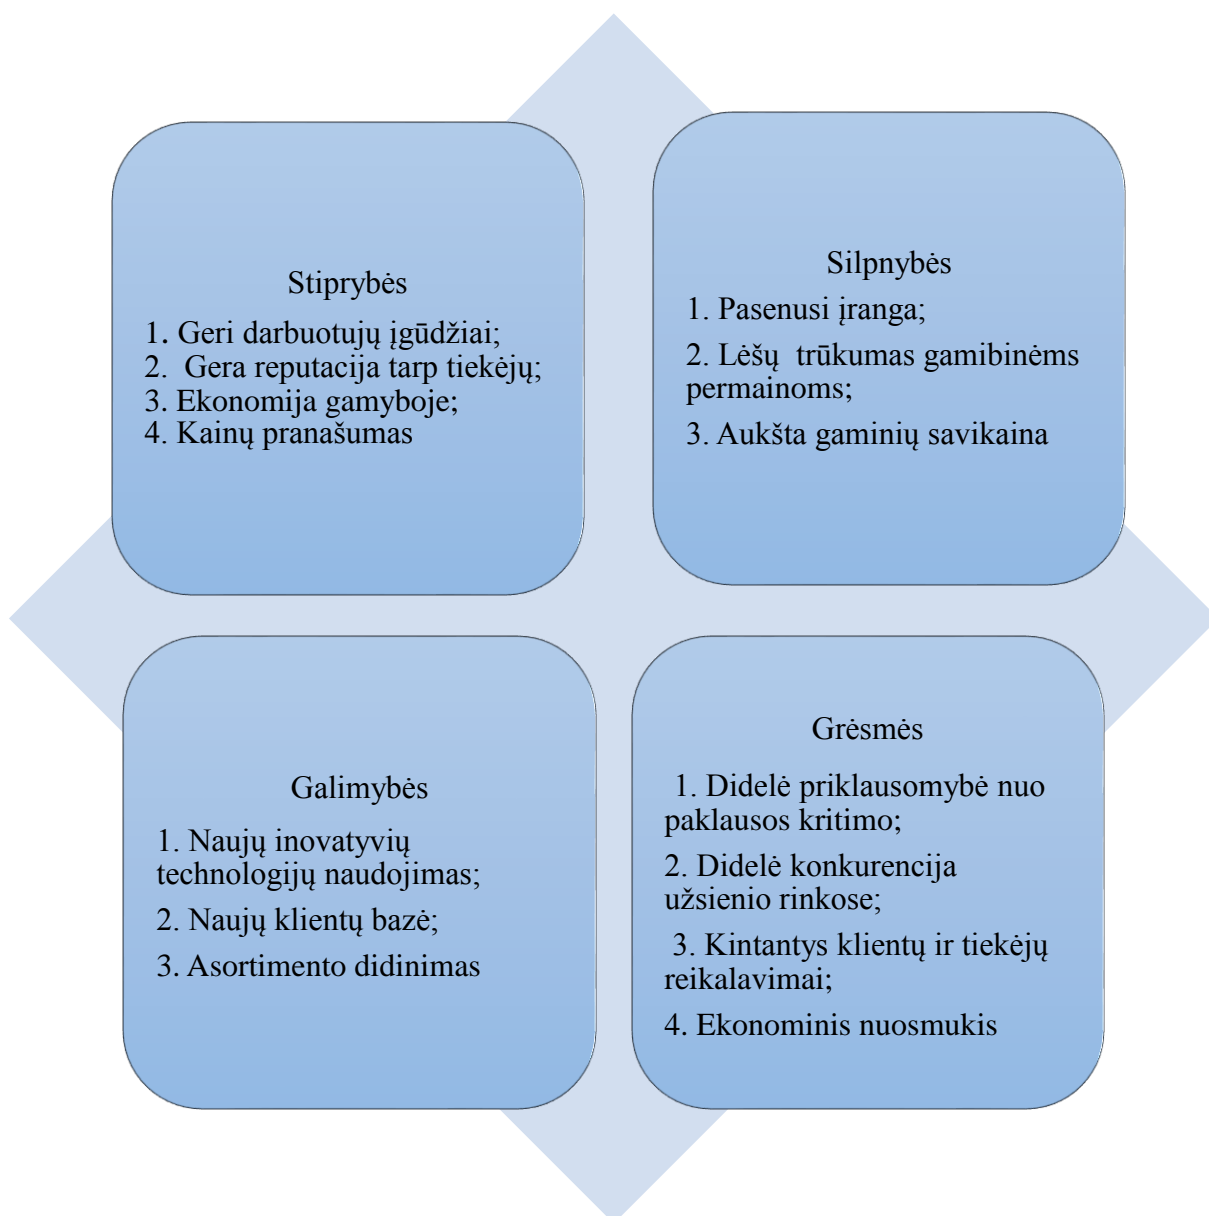 Stiprybės
1. Geri darbuotujų įgūdžiai;
2. Gera reputacija tarp tiekėjų;
3. Ekonomija gamyboje;
4. Kainų pranašumas
Silpnybės
1. Pasenusi įranga;
2. Lėšų trūkumas gamibinėms
permainoms;
3. Aukšta gaminių savikaina
Galimybės
1. Naujų inovatyvių
technologijų naudojimas;
2. Naujų klientų bazė;
3. Asortimento didinimas
Grėsmės
1. Didelė priklausomybė nuo
paklausos kritimo;
2. Didelė konkurencija
užsienio rinkose;
3. Kintantys klientų ir tiekėjų
reikalavimai;
4. Ekonominis nuosmukis